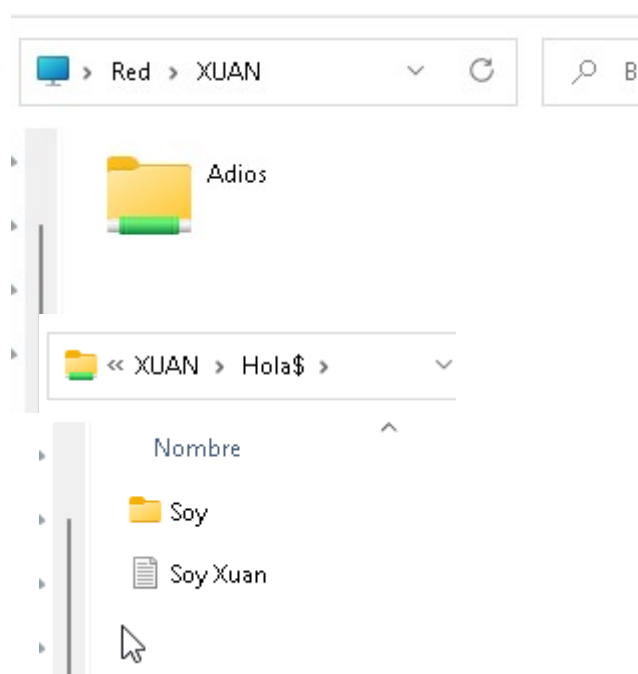 Red > XUAN
B
Adios
« XUAN > Hola$ >
Nombre
Soy
Soy Xuan